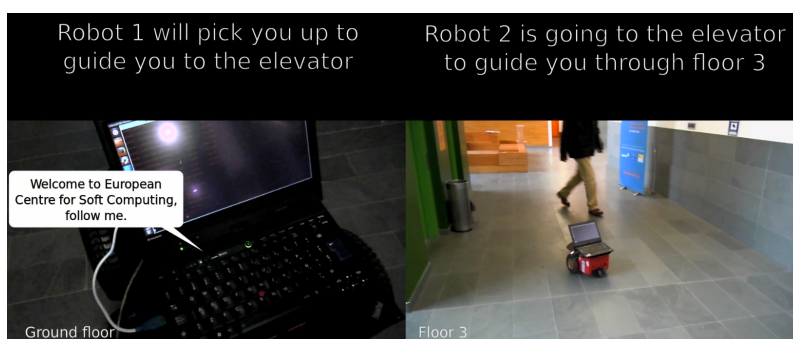 Robot 1 will pick you up to
guide you to the elevator
Robot 2 is going to the elevator
to guide you through floor 3
Welcome to European
Centre for Soft Computing,
follow me.
Ground floor
Floor 3